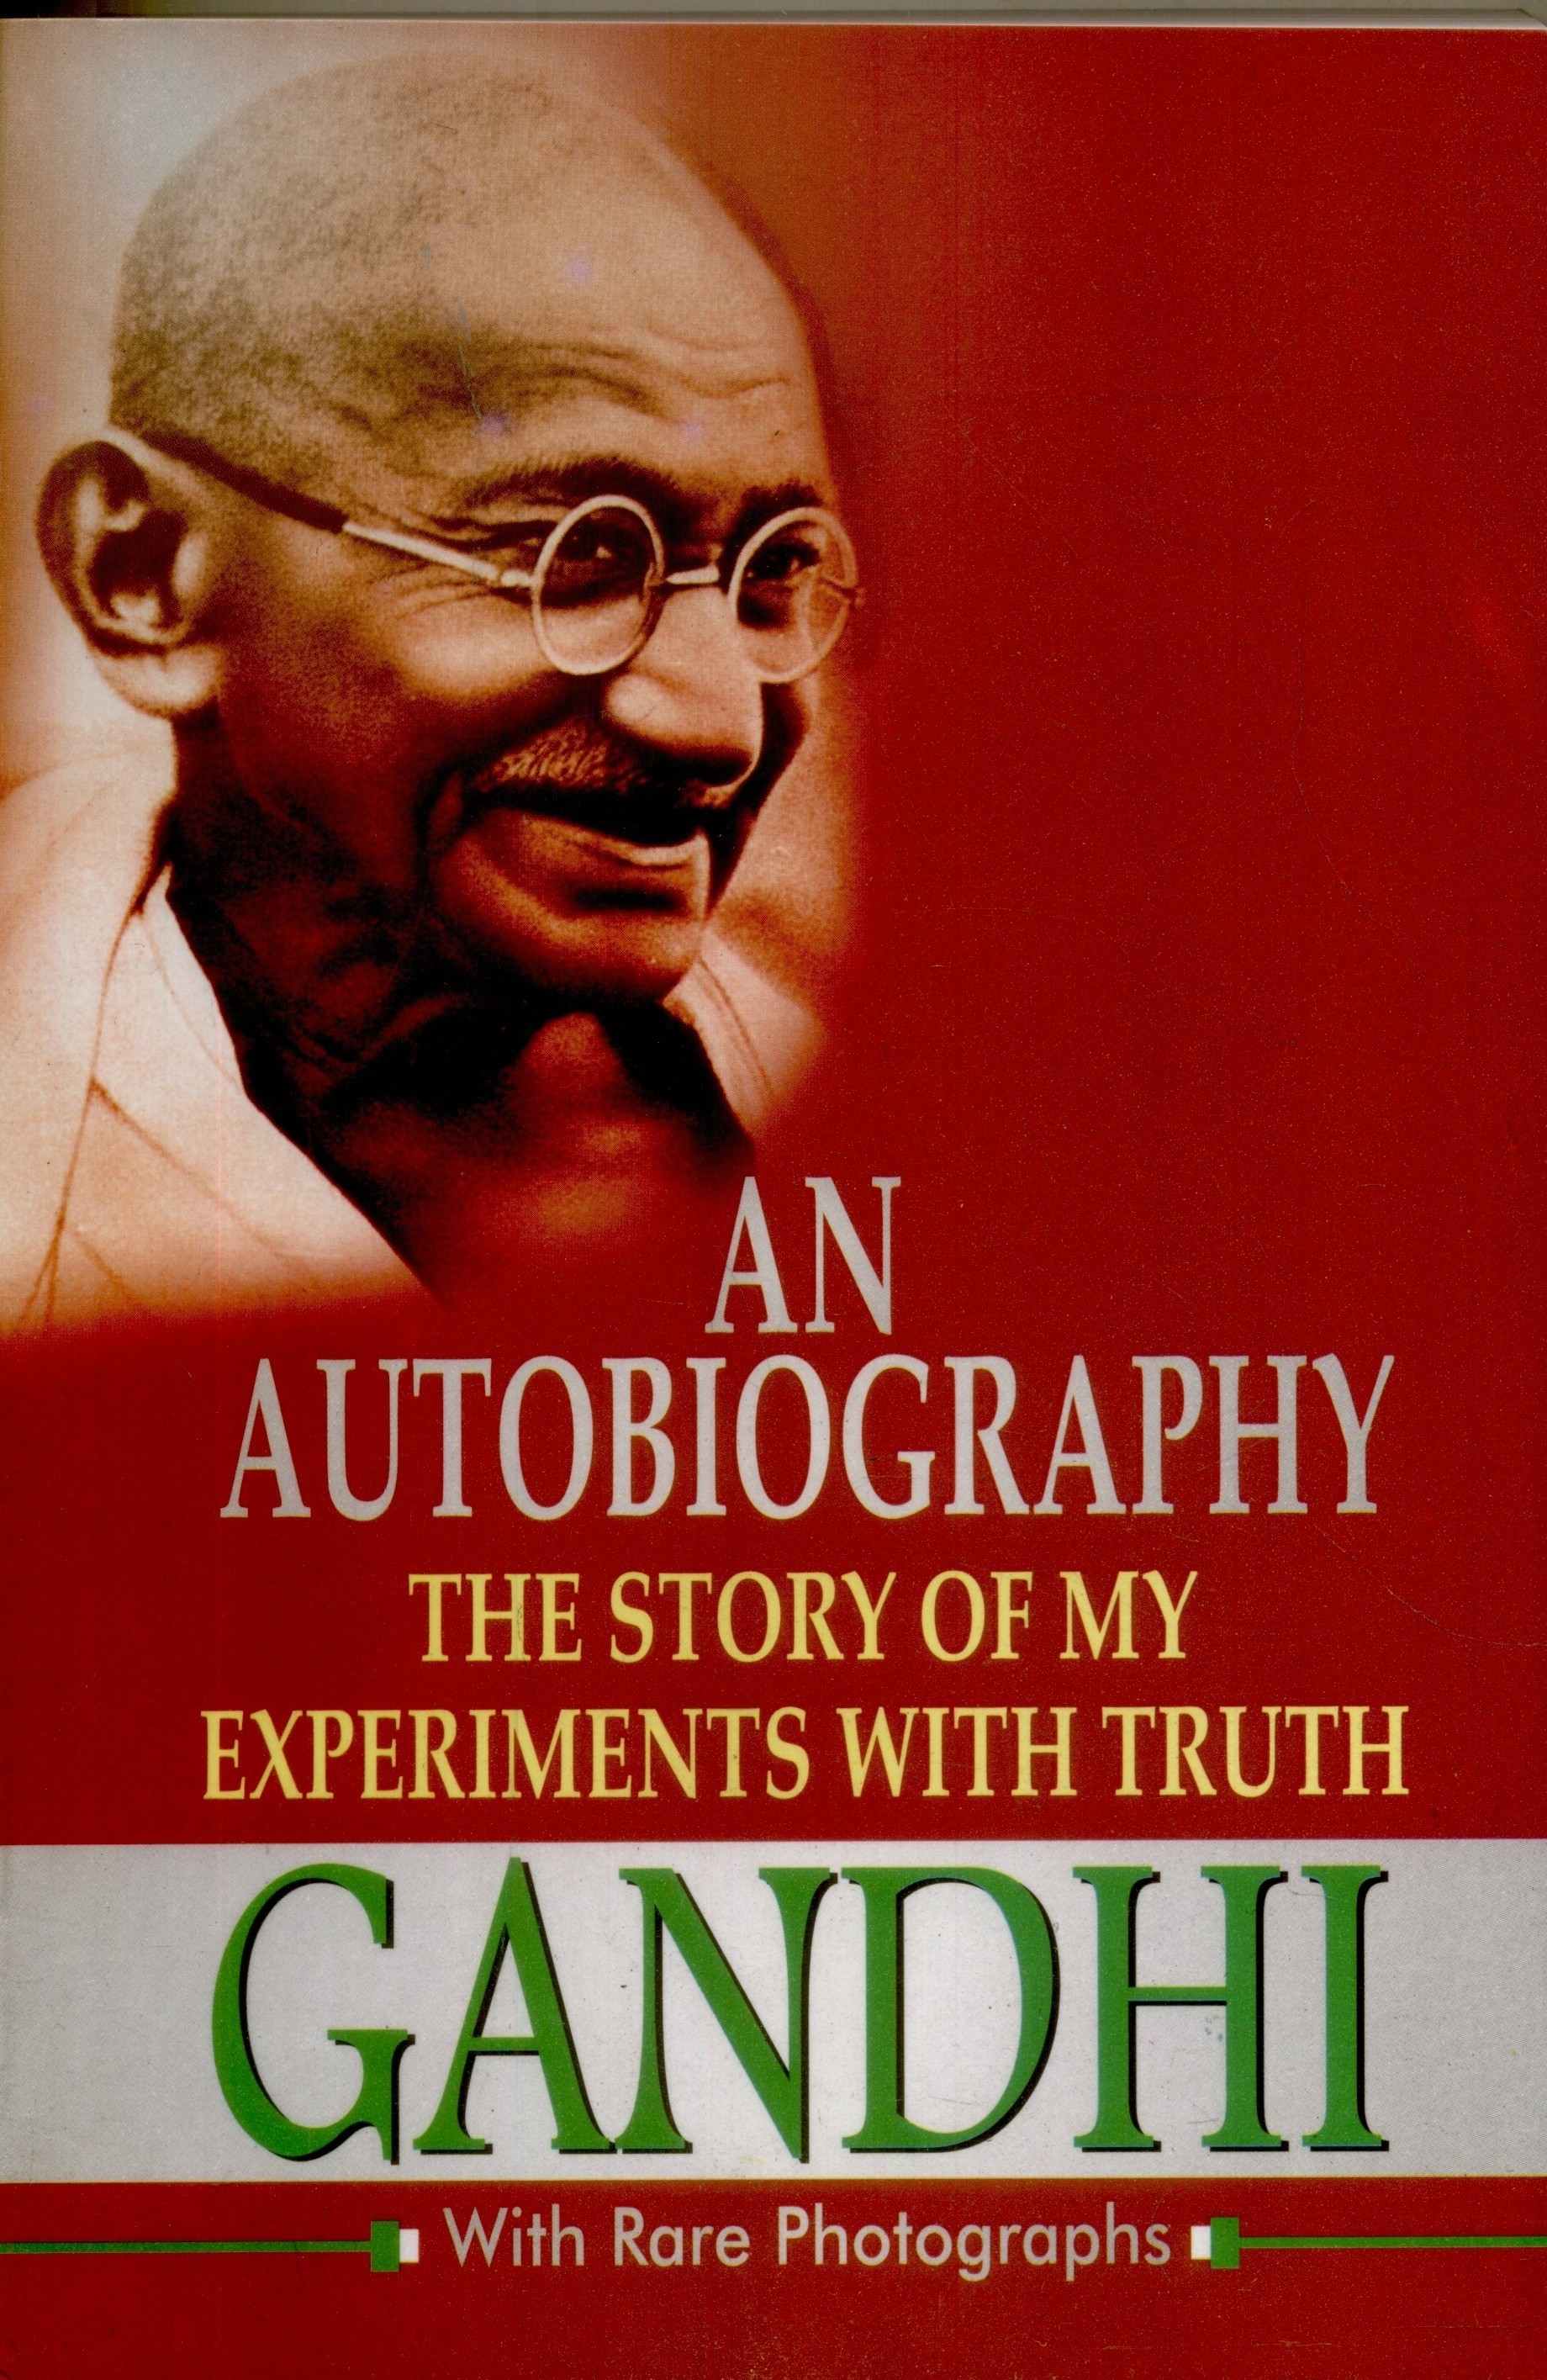 AN
AUTOBIOGRAPHY
THE STORY OF MY
EXPERIMENTS WITH TRUTH
GANDHI
With Rare Photographs